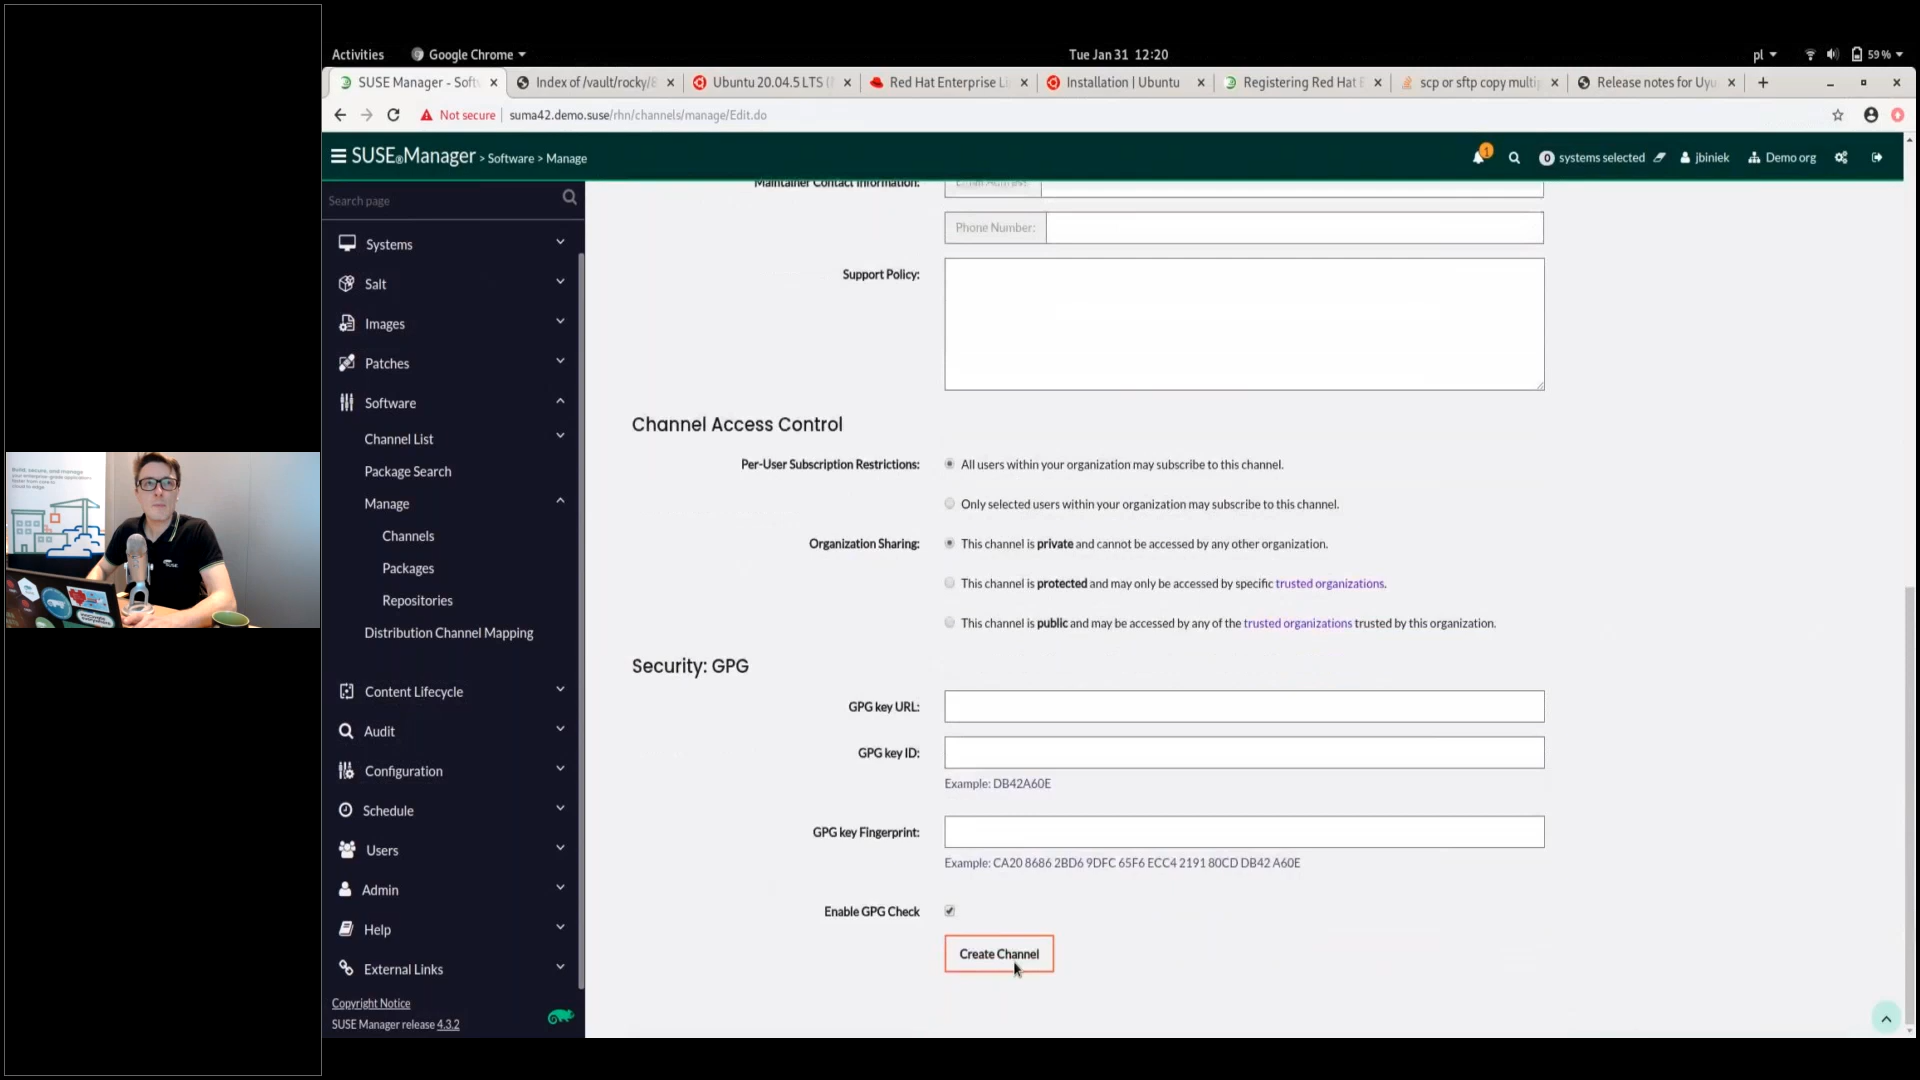 Activities
Google Chrome
Tue Jan 31 12:20
pl
59 %
SUSE Manager - Soft
Index of /vault/rocky/8
Ubuntu 20.04.5 LTS (
Red Hat Enterprise Li
Installation | Ubuntu
Registering Red Hat E
scp or sftp copy multip
Release notes for Uyu
Not secure
suma42.demo.suse/rhn/channels/manage/Edit.do
SUSE®Manager > Software > Manage
1
0 systems selected
jbiniek
Demo org
Search page
Systems
Salt
Images
Patches
Software
Channel List
Package Search
Manage
Channels
Packages
Repositories
Distribution Channel Mapping
Content Lifecycle
Audit
Configuration
Schedule
Users
Admin
Help
External Links
Copyright Notice
SUSE Manager release 4.3.2
Maintainer Contact Information:
Email Address:
Phone Number:
Support Policy:
Channel Access Control
Per-User Subscription Restrictions:
All users within your organization may subscribe to this channel.
Only selected users within your organization may subscribe to this channel.
Organization Sharing:
This channel is private and cannot be accessed by any other organization.
This channel is protected and may only be accessed by specific trusted organizations.
This channel is public and may be accessed by any of the trusted organizations trusted by this organization.
Security: GPG
GPG key URL:
GPG key ID:
Example: DB42A60E
GPG key Fingerprint:
Example: CA20 8686 2BD6 9DFC 65F6 ECC4 2191 80CD DB42 A60E
Enable GPG Check
Create Channel